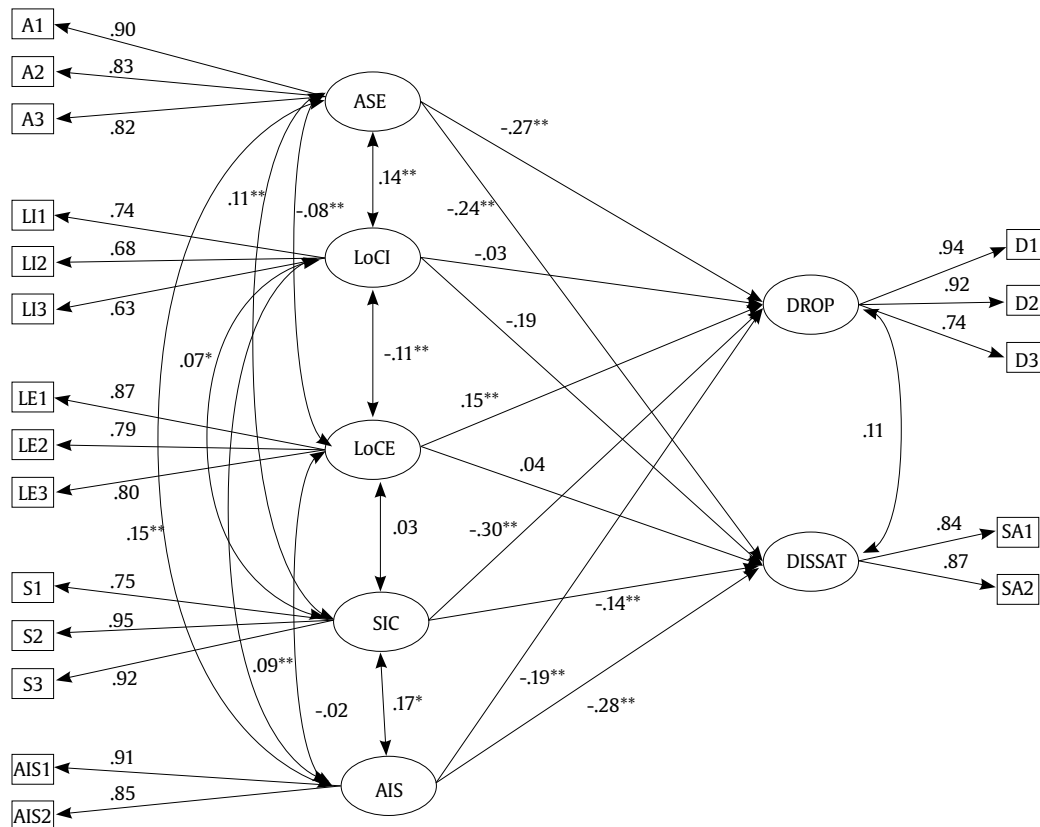 A1
.90
A2
.83
A3
.82
ASE
-.27**
.14**
.11**
-.08**
-.24**
LI1
.74
LI2
.68
LI3
.63
LoCI
-.03
D1
.94
D2
.92
D3
.74
DROP
-.19
.07*
-.11**
LE1
.87
LE2
.79
LE3
.80
LoCE
.15**
.04
.11
.15**
.03
-.30**
DISSAT
SA1
.84
SA2
.87
S1
.75
S2
.95
S3
.92
SIC
-.14**
.09**
-.02
.17*
-.19**
-.28**
AIS1
.91
AIS2
.85
AIS